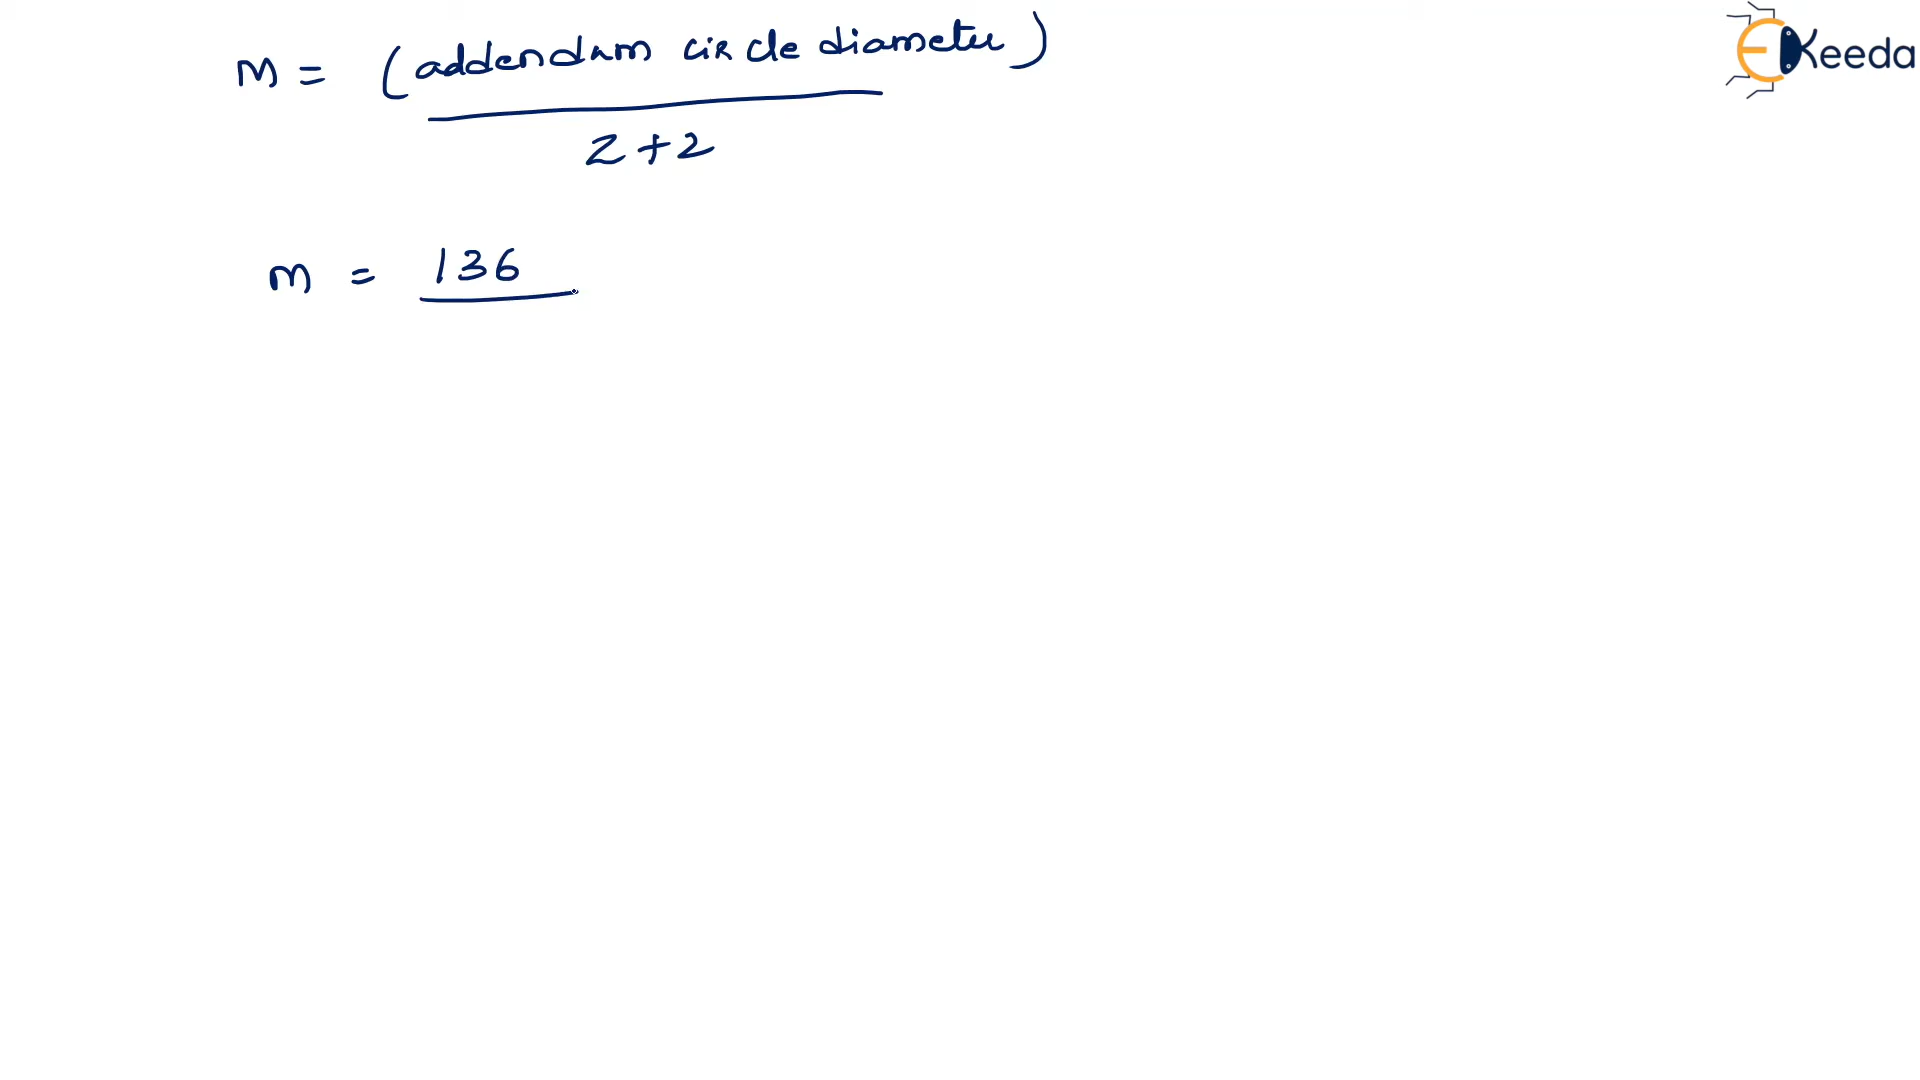 m = (addendum circle diameter)
z+2
m = 136
EKeeda